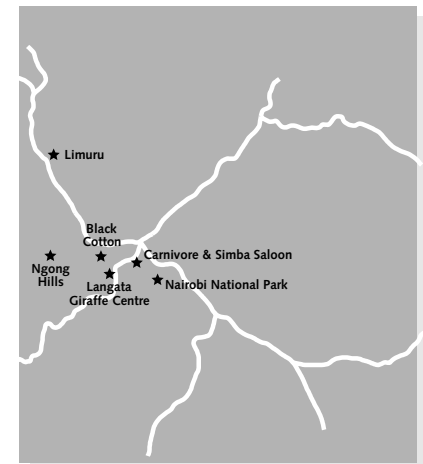 Limuru
Black
Cotton
Carnivore & Simba Saloon
Ngong
Hills
Langata
Giraffe Centre
Nairobi National Park